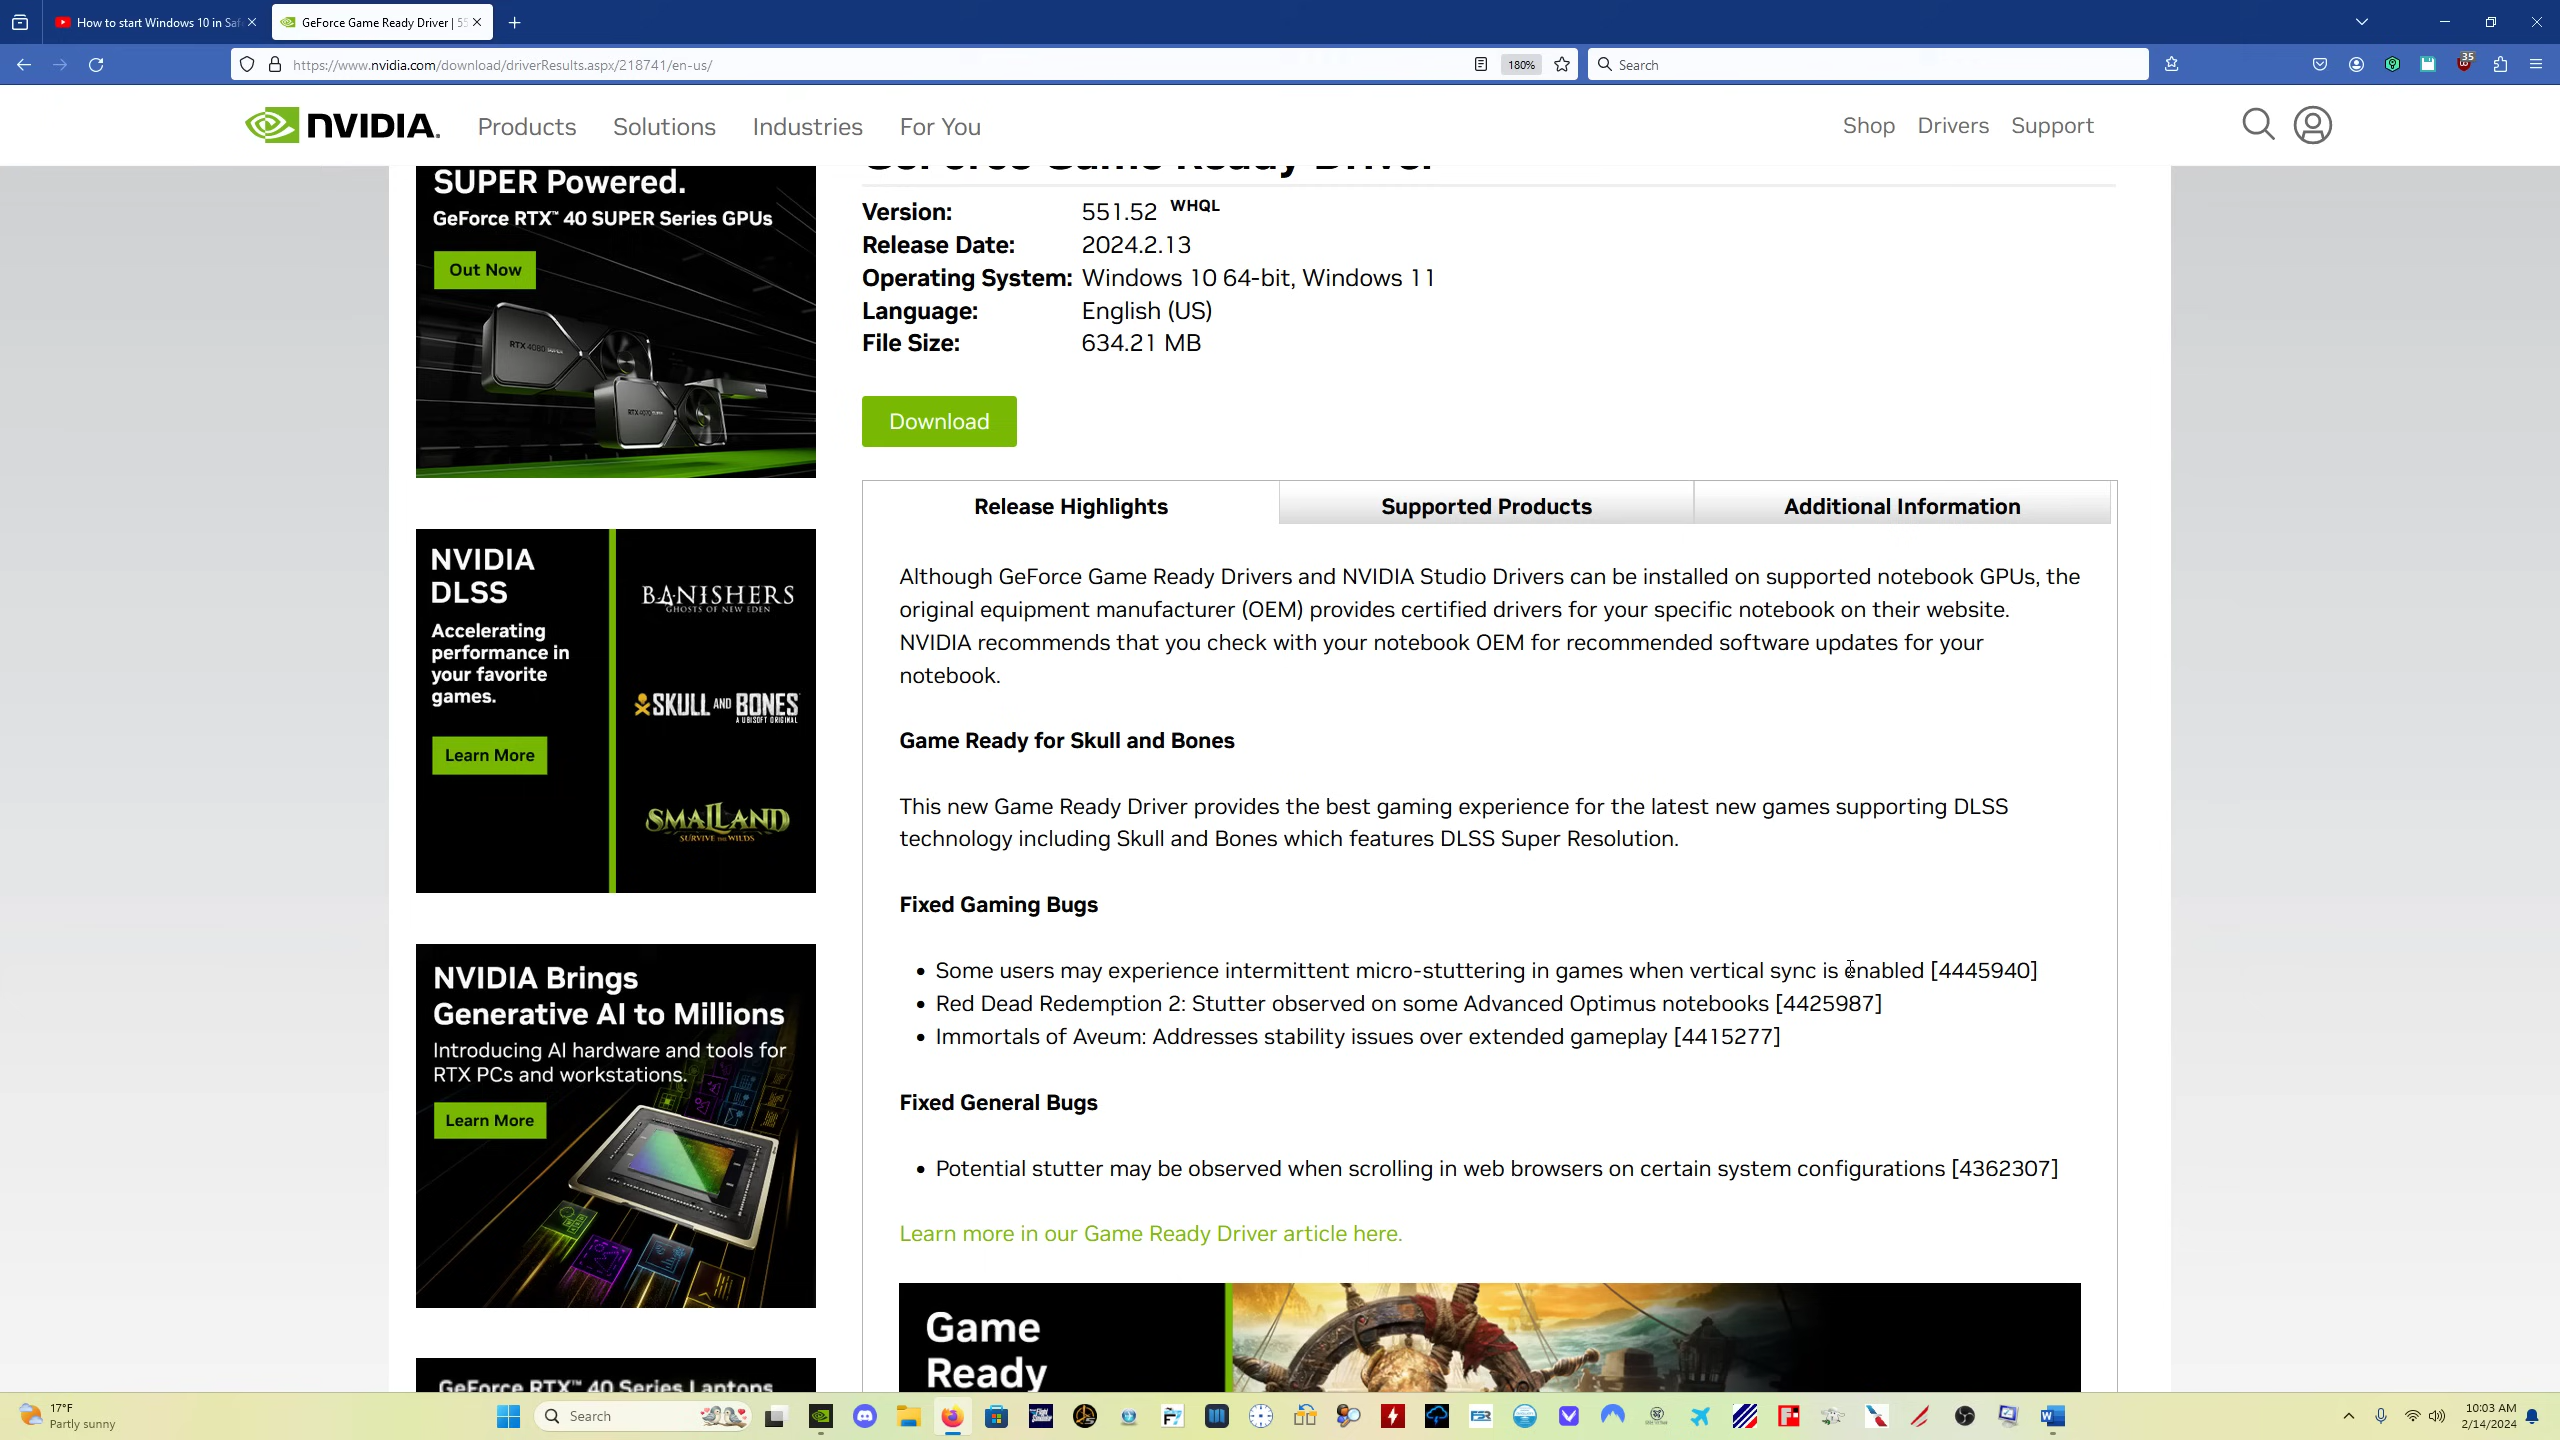 How to start Windows 10 in Saf
GeForce Game Ready Driver | 55
https://www.nvidia.com/download/driverResults.aspx/218741/en-us/
180%
Search
35
NVIDIA.
Products
Solutions
Industries
For You
Shop
Drivers
Support
GeForce Game Ready Driver
SUPER Powered.
GeForce RTX™ 40 SUPER Series GPUs
Out Now
RTX 4080 SUPER
RTX 4070 SUPER
Version: 551.52 WHQL
Release Date: 2024.2.13
Operating System: Windows 10 64-bit, Windows 11
Language: English (US)
File Size: 634.21 MB
Download
Release Highlights
Supported Products
Additional Information
Although GeForce Game Ready Drivers and NVIDIA Studio Drivers can be installed on supported notebook GPUs, the
original equipment manufacturer (OEM) provides certified drivers for your specific notebook on their website.
NVIDIA recommends that you check with your notebook OEM for recommended software updates for your
notebook.
Game Ready for Skull and Bones
This new Game Ready Driver provides the best gaming experience for the latest new games supporting DLSS
technology including Skull and Bones which features DLSS Super Resolution.
Fixed Gaming Bugs
Some users may experience intermittent micro-stuttering in games when vertical sync is enabled [4445940]
Red Dead Redemption 2: Stutter observed on some Advanced Optimus notebooks [4425987]
Immortals of Aveum: Addresses stability issues over extended gameplay [4415277]
Fixed General Bugs
Potential stutter may be observed when scrolling in web browsers on certain system configurations [4362307]
Learn more in our Game Ready Driver article here.
Game
Ready
NVIDIA
DLSS
Accelerating
performance in
your favorite
games.
Learn More
BANISHERS
GHOSTS OF NEW EDEN
SKULL AND BONES
A UBISOFT ORIGINAL
SMALLAND
SURVIVE THE WILDS
NVIDIA Brings
Generative AI to Millions
Introducing AI hardware and tools for
RTX PCs and workstations.
Learn More
GeForce RTX™ 40 Series Laptops
17°F
Partly sunny
Search
FSR
10:03 AM
2/14/2024